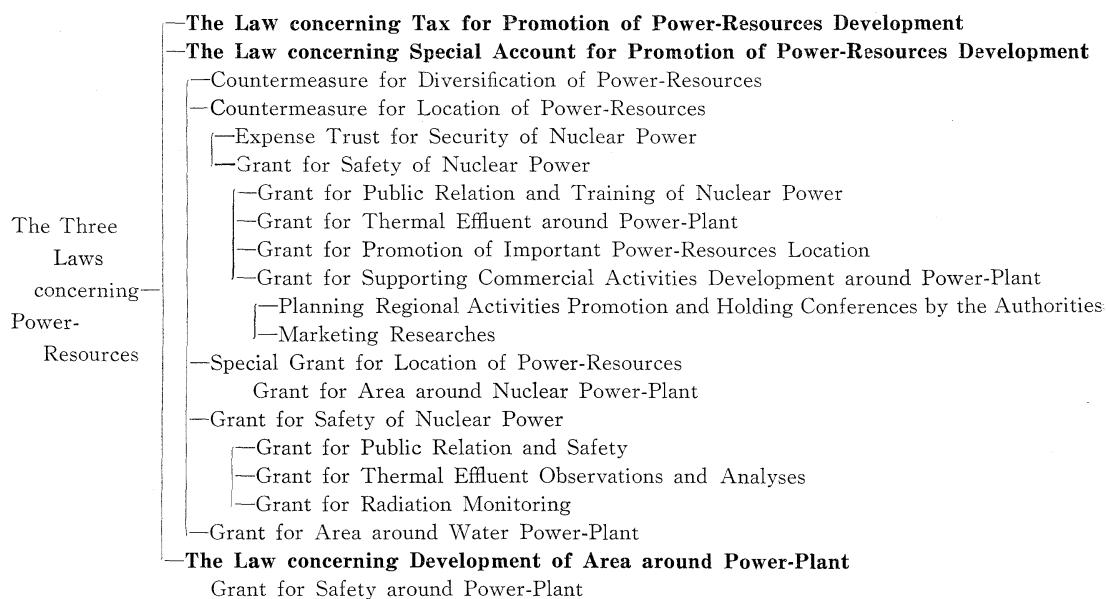 The Law concerning Tax for Promotion of Power-Resources Development
The Law concerning Special Account for Promotion of Power-Resources Development
Countermeasure for Diversification of Power-Resources
Countermeasure for Location of Power-Resources
Expense Trust for Security of Nuclear Power
Grant for Safety of Nuclear Power
Grant for Public Relation and Training of Nuclear Power
Grant for Thermal Effluent around Power-Plant
Grant for Promotion of Important Power-Resources Location
Grant for Supporting Commercial Activities Development around Power-Plant
Planning Regional Activities Promotion and Holding Conferences by the Authorities
Marketing Researches
Special Grant for Location of Power-Resources
Grant for Area around Nuclear Power-Plant
Grant for Safety of Nuclear Power
Grant for Public Relation and Safety
Grant for Thermal Effluent Observations and Analyses
Grant for Radiation Monitoring
Grant for Area around Water Power-Plant
The Law concerning Development of Area around Power-Plant
Grant for Safety around Power-Plant
The Three
Laws
concerning
Power-
Resources